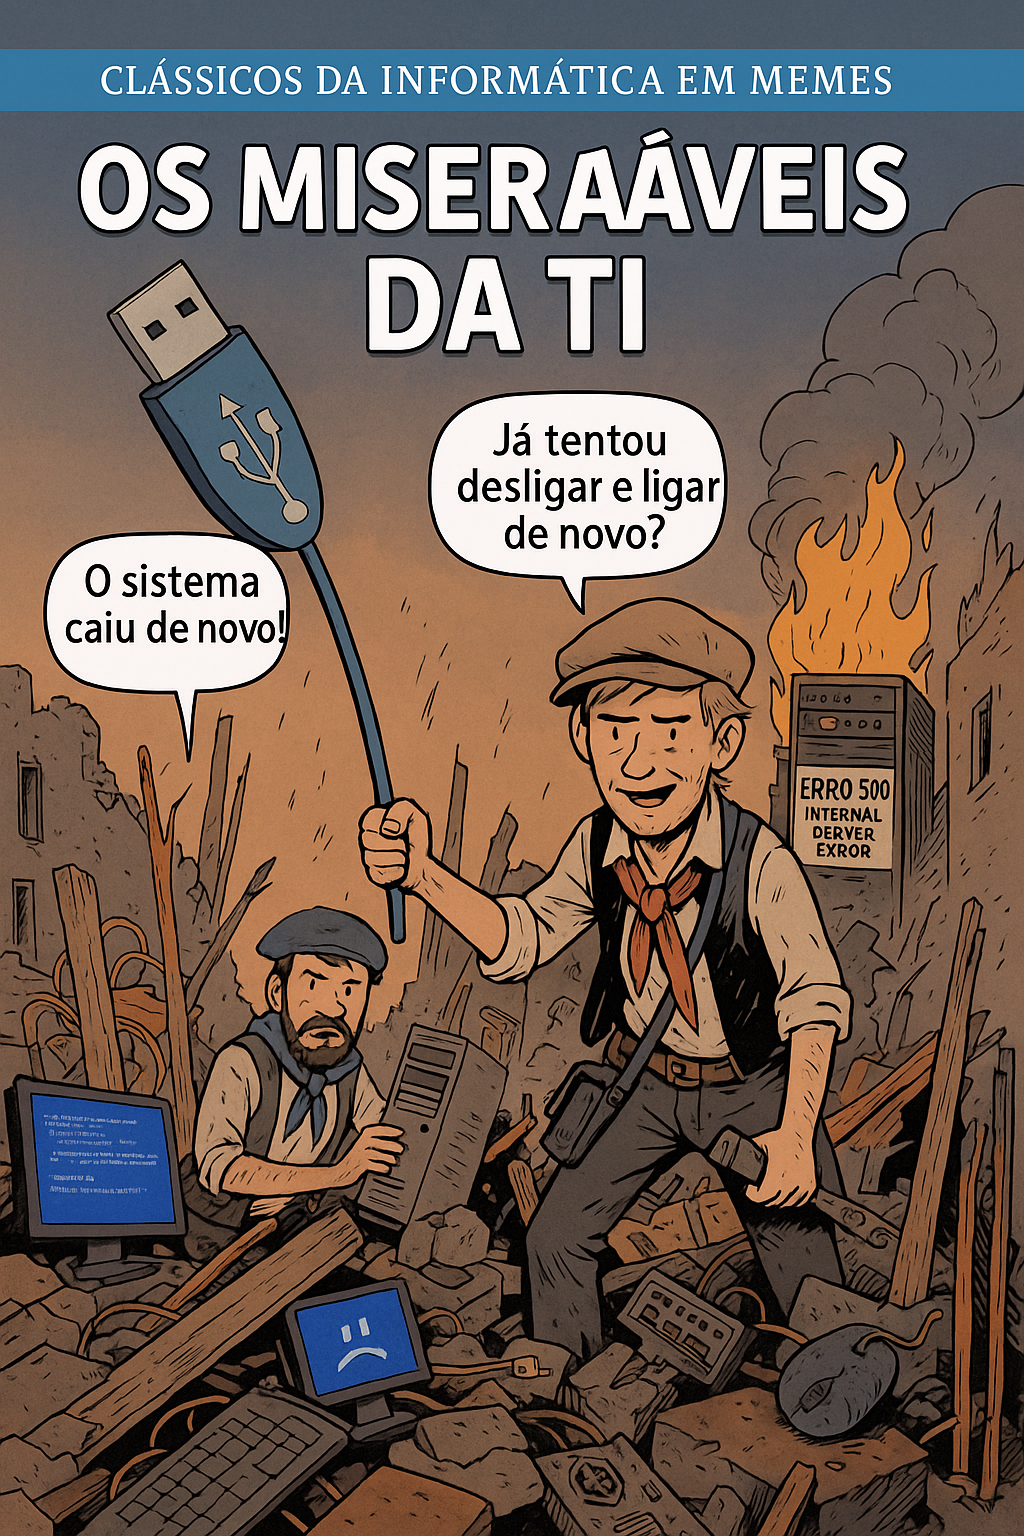 CLÁSSICOS DA INFORMÁTICA EM MEMES
OS MISERAÁVEIS
DA TI
Já tentou
desligar e ligar
de novo?
O sistema
caiu de novo!
ERRO 500
INTERNAL
DERVER
EXROR